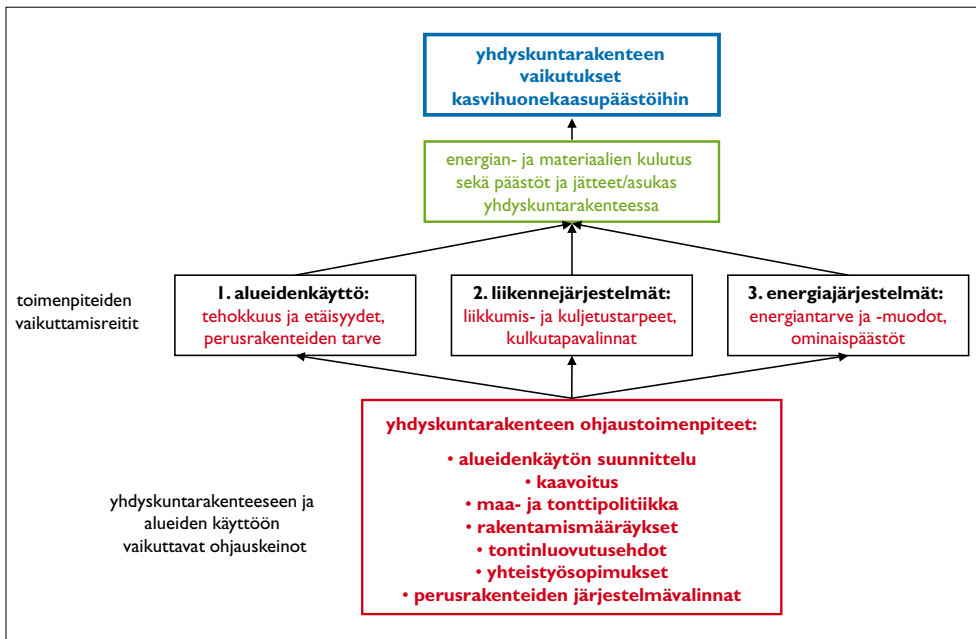 yhdyskuntarakenteen
vaikutukset
kasvihuonekaasupäästöihin
energian- ja materiaalien kulutus
sekä päästöt ja jätteet/asukas
yhdyskuntarakenteessa
toimenpiteiden
vaikuttamisreitit
1. alueidenkäyttö:
tehokkuus ja etäisyydet,
perusrakenteiden tarve
2. liikennejärjestelmät:
liikkumis- ja kuljetustarpeet,
kulkutapavalinnat
3. energiajärjestelmät:
energiantarve ja -muodot,
ominaispäästöt
yhdyskuntarakenteeseen ja
alueiden käyttöön
vaikuttavat ohjauskeinot
yhdyskuntarakenteen ohjaustoimenpiteet:
• alueidenkäytön suunnittelu
• kaavoitus
• maa- ja tonttipolitiikka
• rakentamismääräykset
• tontinluovutusehdot
• yhteistyösopimukset
• perusrakenteiden järjestelmävalinnat